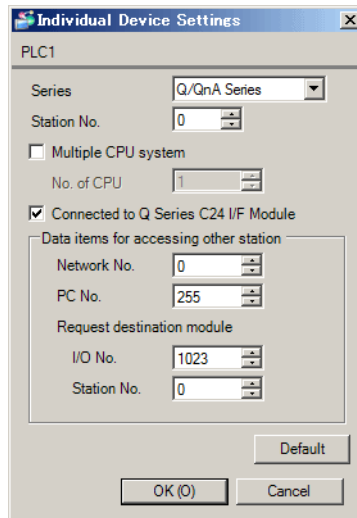 Individual Device Settings
PLC1
Series Q/QnA Series
Station No. 0
Multiple CPU system
No. of CPU 1
Connected to Q Series C24 I/F Module
Data items for accessing other station
Network No. 0
PC No. 255
Request destination module
I/O No. 1023
Station No. 0
Default
OK (O) Cancel